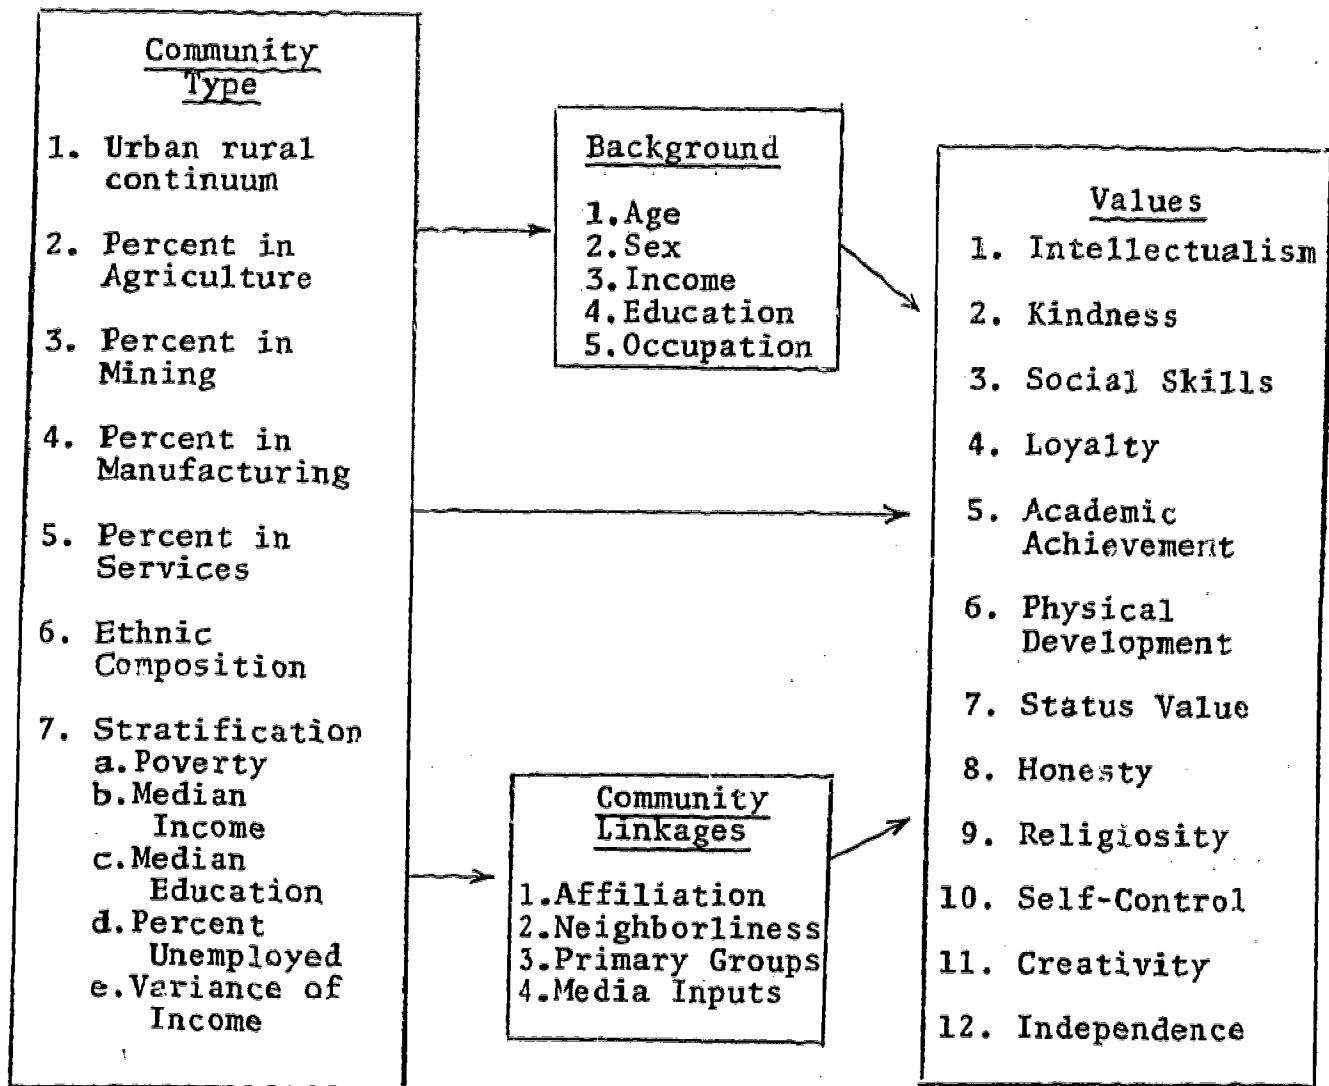 Community
Type
1. Urban rural
continuum
2. Percent in
Agriculture
3. Percent in
Mining
4. Percent in
Manufacturing
5. Percent in
Services
6. Ethnic
Composition
7. Stratification
a.Poverty
b.Median
Income
c.Median
Education
d.Percent
Unemployed
e.Variance of
Income
Background
1.Age
2.Sex
3.Income
4.Education
5.Occupation
Community
Linkages
1.Affiliation
2.Neighborliness
3.Primary Groups
4.Media Inputs
Values
1. Intellectualism
2. Kindness
3. Social Skills
4. Loyalty
5. Academic
Achievement
6. Physical
Development
7. Status Value
8. Honesty
9. Religiosity
10. Self-Control
11. Creativity
12. Independence